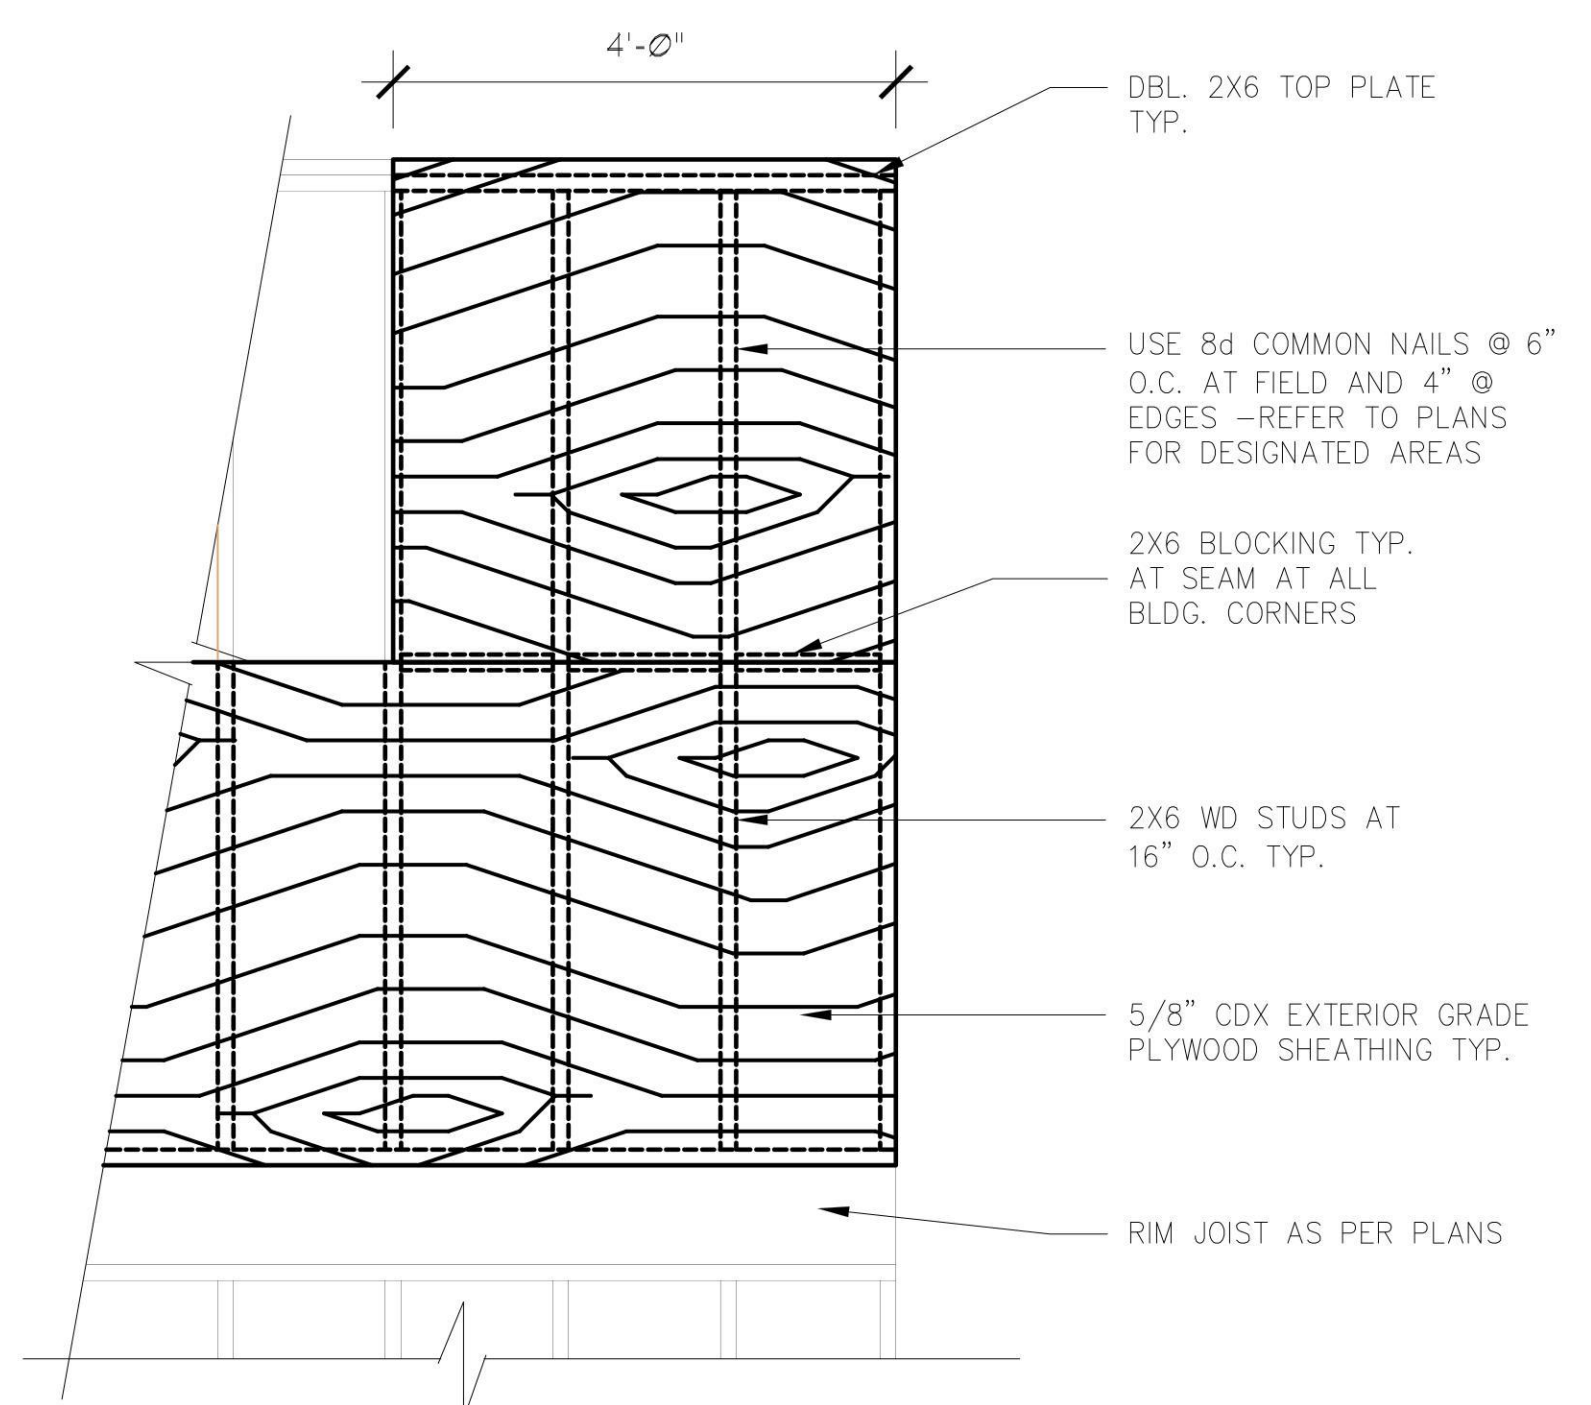 4'-0"
DBL. 2X6 TOP PLATE
TYP.
USE 8d COMMON NAILS @ 6”
O.C. AT FIELD AND 4” @
EDGES –REFER TO PLANS
FOR DESIGNATED AREAS
2X6 BLOCKING TYP.
AT SEAM AT ALL
BLDG. CORNERS
2X6 WD STUDS AT
16” O.C. TYP.
5/8” CDX EXTERIOR GRADE
PLYWOOD SHEATHING TYP.
RIM JOIST AS PER PLANS